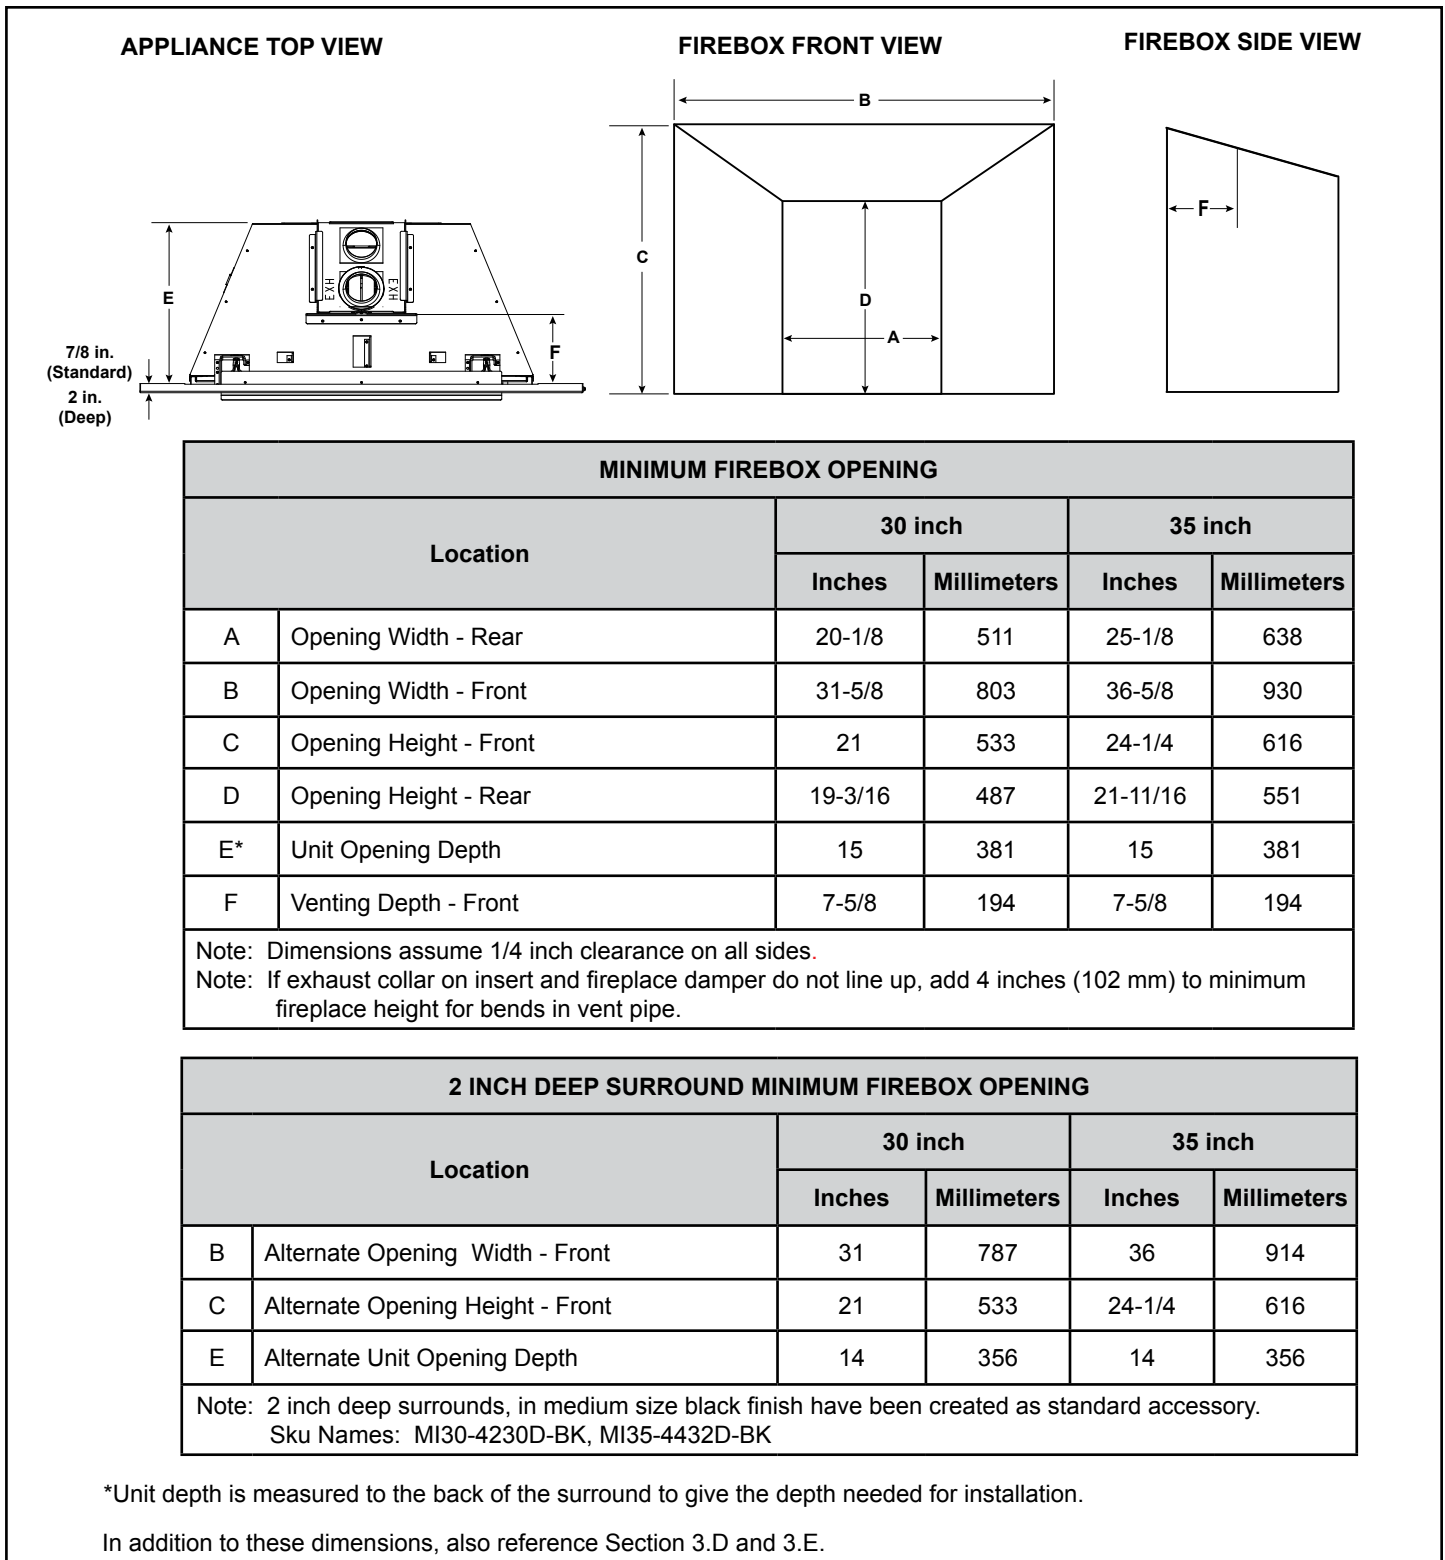 APPLIANCE TOP VIEW
FIREBOX FRONT VIEW
FIREBOX SIDE VIEW
E
EXH
EXH
F
7/8 in.
(Standard)
2 in.
(Deep)
B
C
D
A
F
MINIMUM FIREBOX OPENING
Location 30 inch 35 inch
Inches Millimeters Inches Millimeters
A Opening Width - Rear 20-1/8 511 25-1/8 638
B Opening Width - Front 31-5/8 803 36-5/8 930
C Opening Height - Front 21 533 24-1/4 616
D Opening Height - Rear 19-3/16 487 21-11/16 551
E* Unit Opening Depth 15 381 15 381
F Venting Depth - Front 7-5/8 194 7-5/8 194
Note: Dimensions assume 1/4 inch clearance on all sides.
Note: If exhaust collar on insert and fireplace damper do not line up, add 4 inches (102 mm) to minimum
fireplace height for bends in vent pipe.
2 INCH DEEP SURROUND MINIMUM FIREBOX OPENING
Location 30 inch 35 inch
Inches Millimeters Inches Millimeters
B Alternate Opening Width - Front 31 787 36 914
C Alternate Opening Height - Front 21 533 24-1/4 616
E Alternate Unit Opening Depth 14 356 14 356
Note: 2 inch deep surrounds, in medium size black finish have been created as standard accessory.
Sku Names: MI30-4230D-BK, MI35-4432D-BK
*Unit depth is measured to the back of the surround to give the depth needed for installation.
In addition to these dimensions, also reference Section 3.D and 3.E.